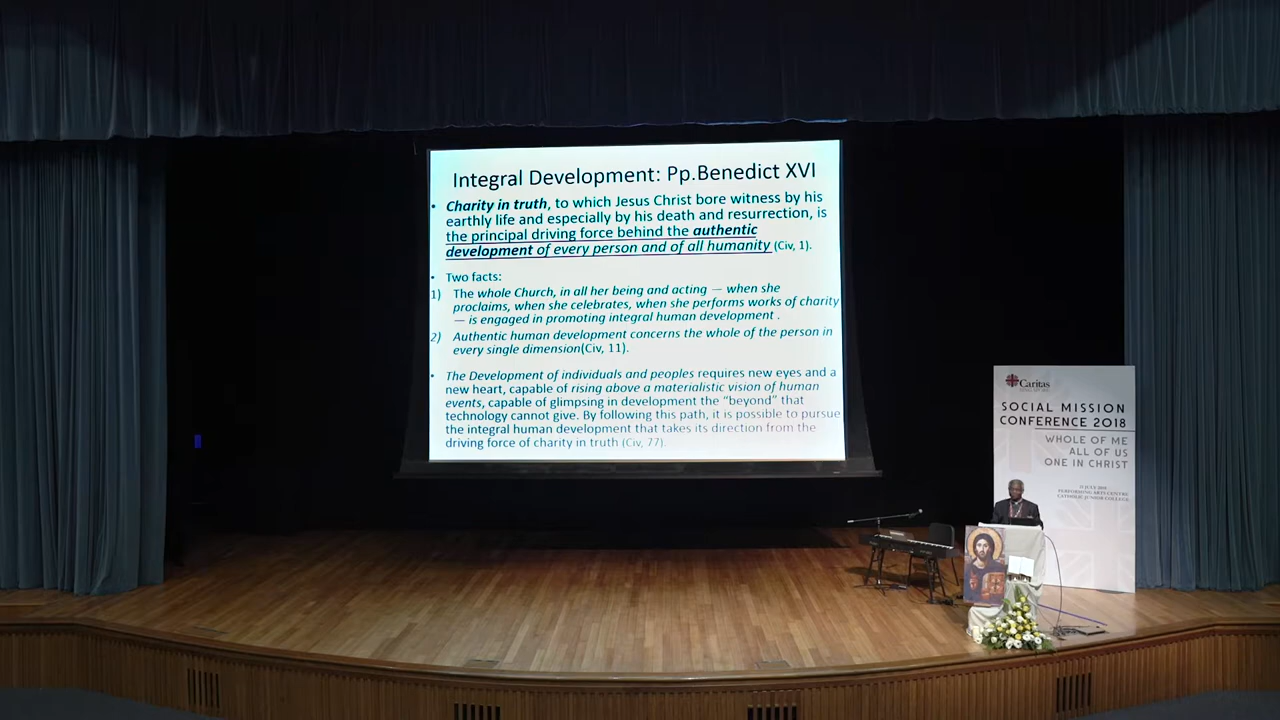 Integral Development: Pp.Benedict XVI
• Charity in truth, to which Jesus Christ bore witness by his
earthly life and especially by his death and resurrection, is
the principal driving force behind the authentic
development of every person and of all humanity (Civ, 1).
• Two facts:
1) The whole Church, in all her being and acting — when she
proclaims, when she celebrates, when she performs works of charity
— is engaged in promoting integral human development .
2) Authentic human development concerns the whole of the person in
every single dimension(Civ, 11).
• The Development of individuals and peoples requires new eyes and a
new heart, capable of rising above a materialistic vision of human
events, capable of glimpsing in development the “beyond” that
technology cannot give. By following this path, it is possible to pursue
the integral human development that takes its direction from the
driving force of charity in truth (Civ, 77).
Caritas
SOCIAL MISSION
CONFERENCE 2018
WHOLE OF ME
ALL OF US
ONE IN CHRIST
JULY 2018
PERFORMING ARTS CENTRE
CATHOLIC JUNIOR COLLEGE